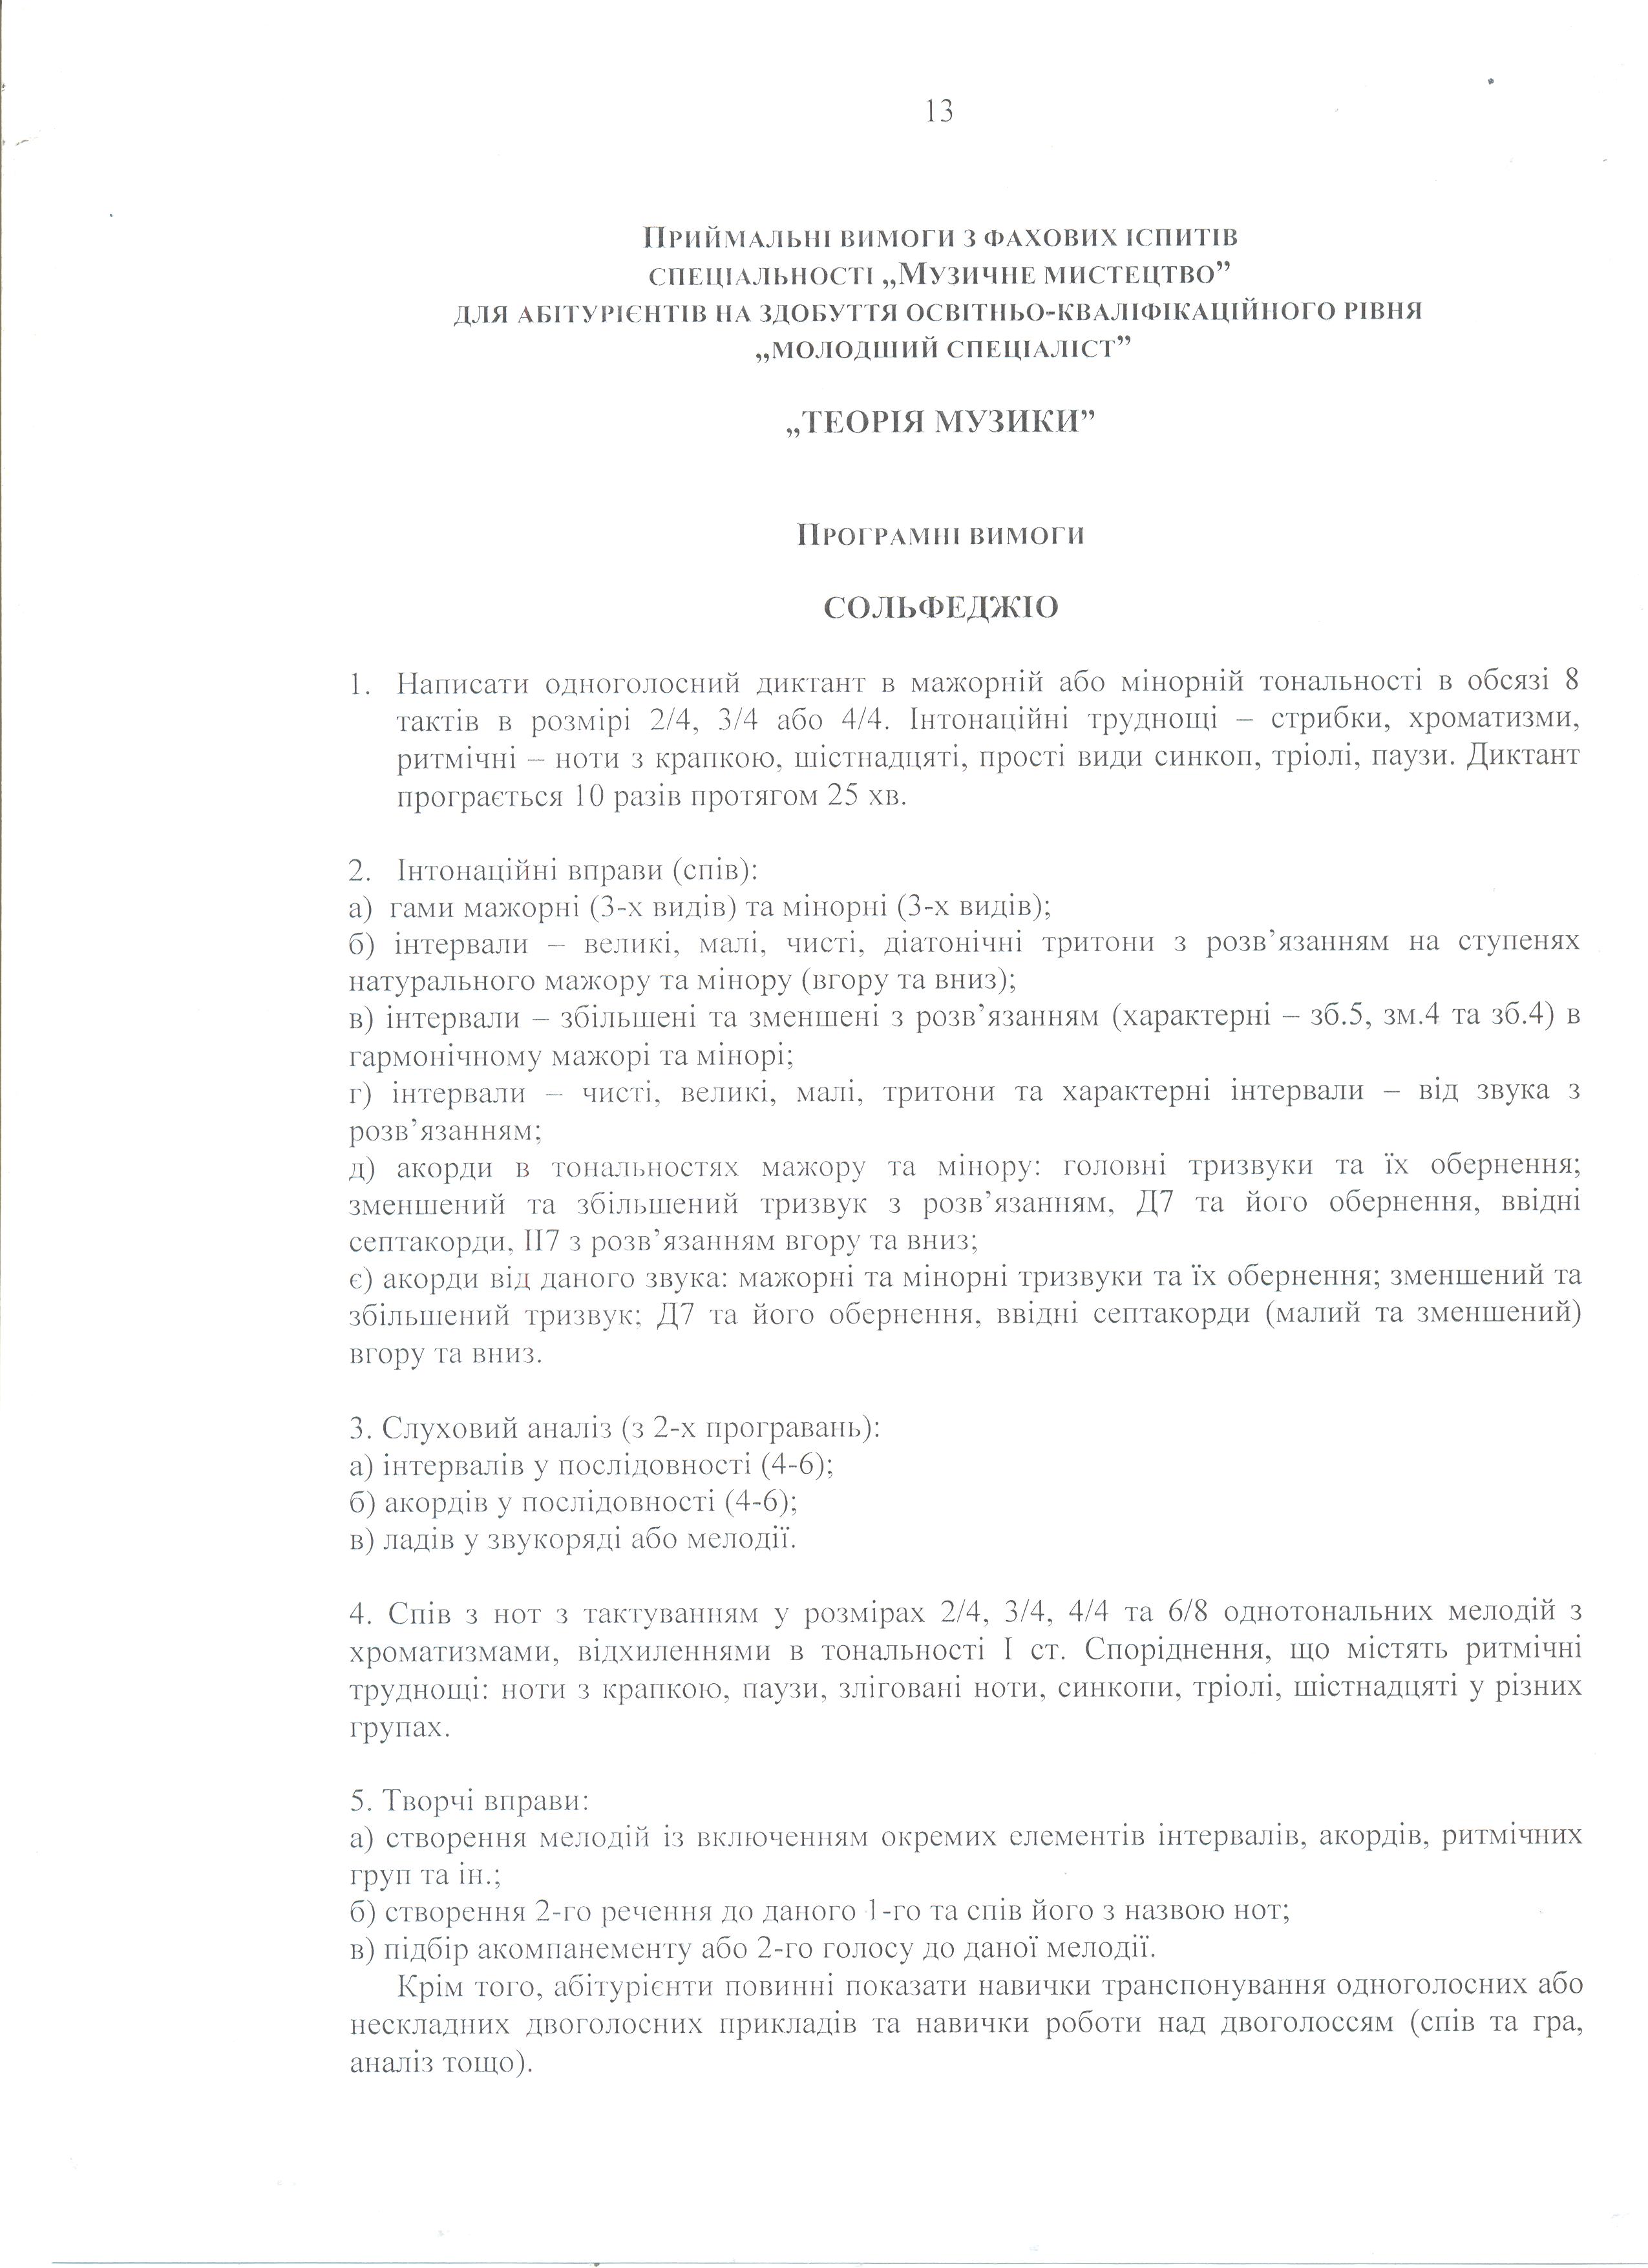 13
Приймальні вимоги з фахових іспитів
спеціальності „Музичне мистецтво”
для абітурієнтів на здобуття освітньо-кваліфікаційного рівня
„молодший спеціаліст”
„ТЕОРІЯ МУЗИКИ”
Програмні вимоги
СОЛЬФЕДЖІО
1. Написати одноголосний диктант в мажорній або мінорній тональності в обсязі 8
тактів в розмірі 2/4, 3/4 або 4/4. Інтонаційні труднощі – стрибки, хроматизми,
ритмічні – ноти з крапкою, шістнадцяті, прості види синкоп, тріолі, паузи. Диктант
програється 10 разів протягом 25 хв.
2. Інтонаційні вправи (спів):
а) гами мажорні (3-х видів) та мінорні (3-х видів);
б) інтервали – великі, малі, чисті, діатонічні тритони з розв’язанням на ступенях
натурального мажору та мінору (вгору та вниз);
в) інтервали – збільшені та зменшені з розв’язанням (характерні – зб.5, зм.4 та зб.4) в
гармонічному мажорі та мінорі;
г) інтервали – чисті, великі, малі, тритони та характерні інтервали – від звука з
розв’язанням;
д) акорди в тональностях мажору та мінору: головні тризвуки та їх обернення;
зменшений та збільшений тризвук з розв’язанням, Д7 та його обернення, ввідні
септакорди, ІІ7 з розв’язанням вгору та вниз;
є) акорди від даного звука: мажорні та мінорні тризвуки та їх обернення; зменшений та
збільшений тризвук; Д7 та його обернення, ввідні септакорди (малий та зменшений)
вгору та вниз.
3. Слуховий аналіз (з 2-х програвань):
а) інтервалів у послідовності (4-6);
б) акордів у послідовності (4-6);
в) ладів у звукоряді або мелодії.
4. Спів з нот з тактуванням у розмірах 2/4, 3/4, 4/4 та 6/8 однотональних мелодій з
хроматизмами, відхиленнями в тональності І ст. Споріднення, що містять ритмічні
труднощі: ноти з крапкою, паузи, зліговані ноти, синкопи, тріолі, шістнадцяті у різних
групах.
5. Творчі вправи:
а) створення мелодій із включенням окремих елементів інтервалів, акордів, ритмічних
груп та ін.;
б) створення 2-го речення до даного 1-го та спів його з назвою нот;
в) підбір акомпанементу або 2-го голосу до даної мелодії.
Крім того, абітурієнти повинні показати навички транспонування одноголосних або
нескладних двоголосних прикладів та навички роботи над двоголоссям (спів та гра,
аналіз тощо).